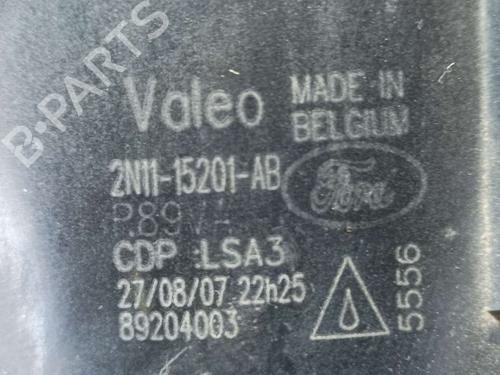 B-PARTS
Valeo
MADE IN
BELGIUM
2N11-15201-AB
Ford
CDP LSA3
27/08/07 22h25
89204003
5556